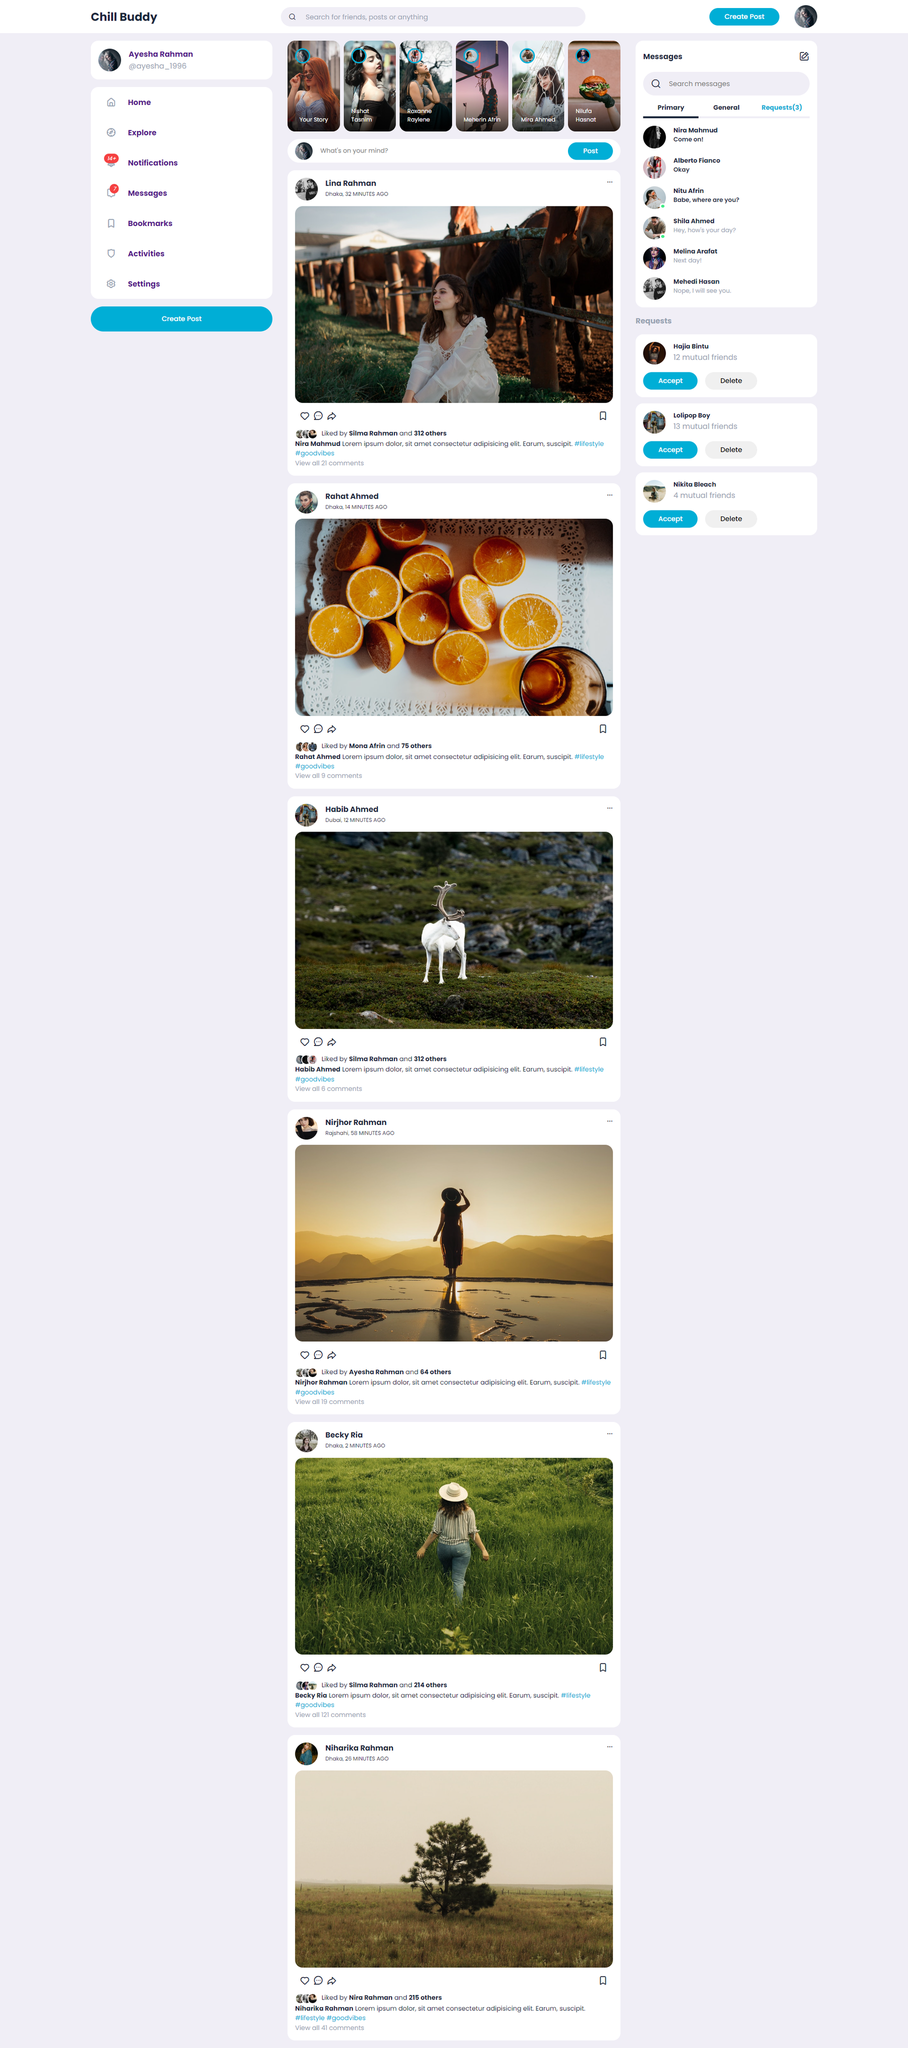 Chill Buddy
Search for friends, posts or anything
Create Post
Ayesha Rahman
@ayesha_1996
Home
Explore
14+
Notifications
7
Messages
Bookmarks
Activities
Settings
Create Post
Your Story
Nishat
Tasnim
Roxanne
Raylene
Meherin Afrin
Mira Ahmed
Nilufa
Hasnat
What's on your mind?
Post
Lina Rahman
Dhaka, 32 MINUTES AGO
Liked by Silma Rahman and 312 others
Nira Mahmud Lorem ipsum dolor, sit amet consectetur adipisicing elit. Earum, suscipit. #lifestyle
#goodvibes
View all 21 comments
Rahat Ahmed
Dhaka, 14 MINUTES AGO
Liked by Mona Afrin and 75 others
Rahat Ahmed Lorem ipsum dolor, sit amet consectetur adipisicing elit. Earum, suscipit. #lifestyle
#goodvibes
View all 9 comments
Habib Ahmed
Dubai, 12 MINUTES AGO
Liked by Silma Rahman and 312 others
Habib Ahmed Lorem ipsum dolor, sit amet consectetur adipisicing elit. Earum, suscipit. #lifestyle
#goodvibes
View all 6 comments
Nirjhor Rahman
Rajshahi, 58 MINUTES AGO
Liked by Ayesha Rahman and 64 others
Nirjhor Rahman Lorem ipsum dolor, sit amet consectetur adipisicing elit. Earum, suscipit. #lifestyle
#goodvibes
View all 19 comments
Becky Ria
Dhaka, 2 MINUTES AGO
Liked by Silma Rahman and 214 others
Becky Ria Lorem ipsum dolor, sit amet consectetur adipisicing elit. Earum, suscipit. #lifestyle
#goodvibes
View all 121 comments
Niharika Rahman
Dhaka, 26 MINUTES AGO
Liked by Nira Rahman and 215 others
Niharika Rahman Lorem ipsum dolor, sit amet consectetur adipisicing elit. Earum, suscipit.
#lifestyle #goodvibes
View all 41 comments
Messages
Search messages
Primary
General
Requests(3)
Nira Mahmud
Come on!
Alberto Fianco
Okay
Nitu Afrin
Babe, where are you?
Shila Ahmed
Hey, how's your day?
Melina Arafat
Next day!
Mehedi Hasan
Nope, I will see you.
Requests
Hajia Bintu
12 mutual friends
Accept
Delete
Lolipop Boy
13 mutual friends
Accept
Delete
Nikita Bleach
4 mutual friends
Accept
Delete